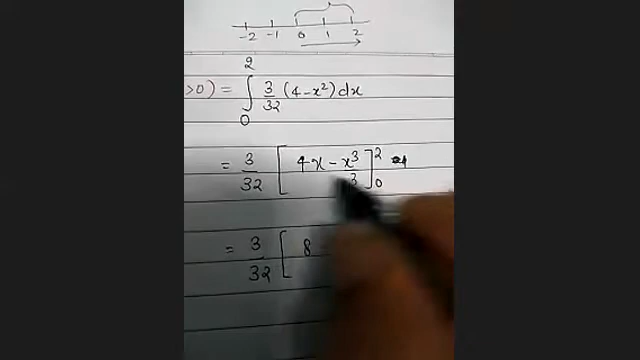 -2 -1 0 1 2
>0) = ∫₀² 3/32 (4-x²) dx
= 3/32 [4x - x³/3]₀²
= 3/32 [8